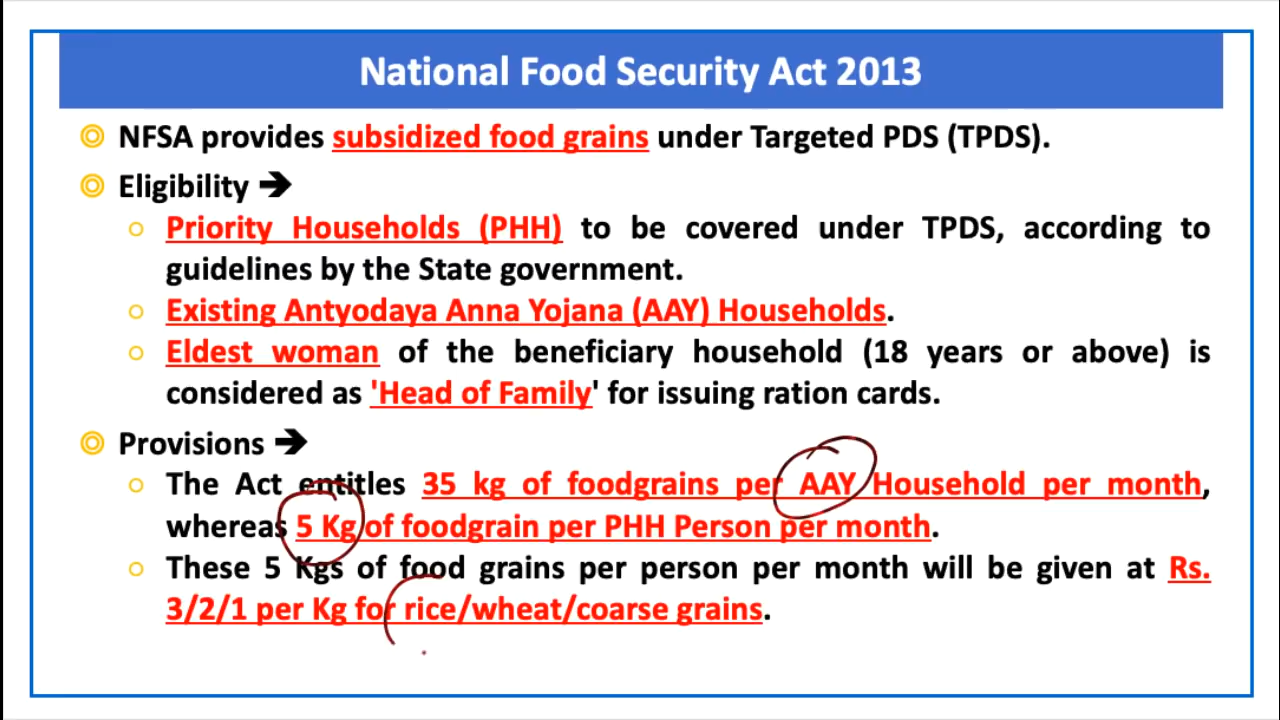 National Food Security Act 2013
NFSA provides subsidized food grains under Targeted PDS (TPDS).
Eligibility ➔
Priority Households (PHH) to be covered under TPDS, according to
guidelines by the State government.
Existing Antyodaya Anna Yojana (AAY) Households.
Eldest woman of the beneficiary household (18 years or above) is
considered as 'Head of Family' for issuing ration cards.
Provisions ➔
The Act entitles 35 kg of foodgrains per AAY Household per month,
whereas 5 Kg of foodgrain per PHH Person per month.
These 5 Kgs of food grains per person per month will be given at Rs.
3/2/1 per Kg for rice/wheat/coarse grains.